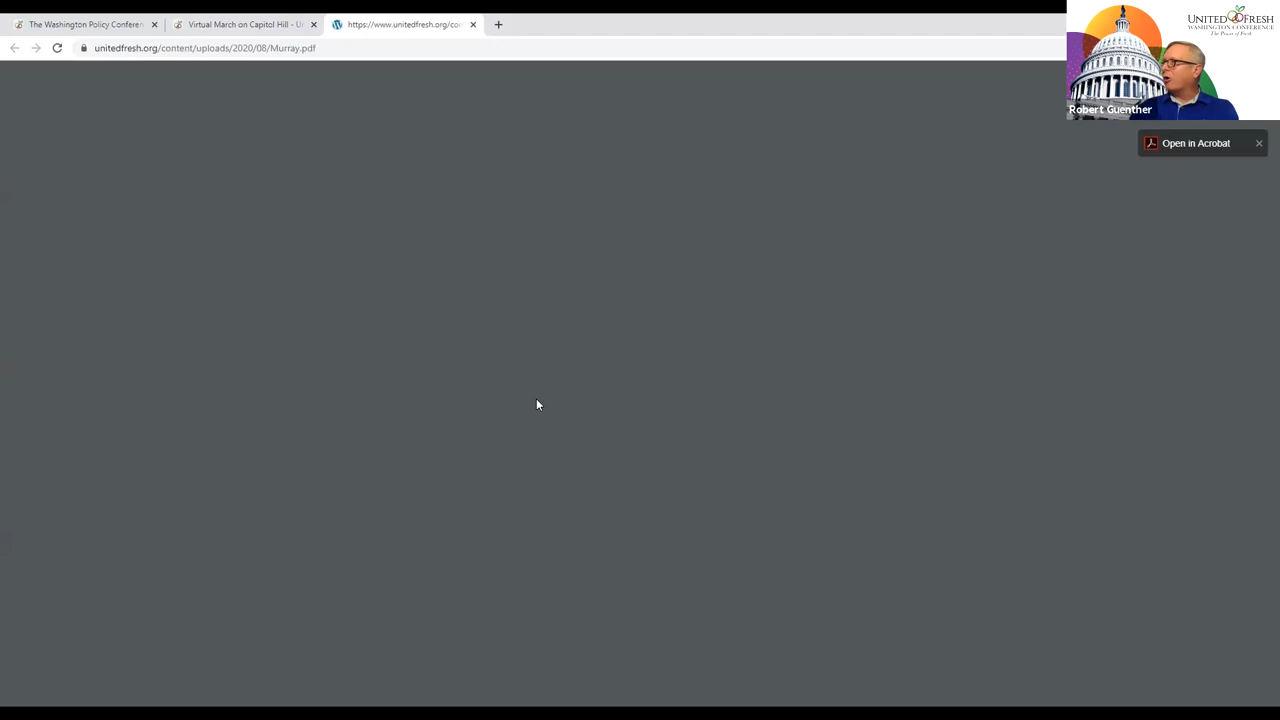 The Washington Policy Conferen
Virtual March on Capitol Hill - U
https://www.unitedfresh.org/co
unitedfresh.org/content/uploads/2020/08/Murray.pdf
UNITED FRESH
WASHINGTON CONFERENCE
The Power of Fresh
Robert Guenther
Open in Acrobat